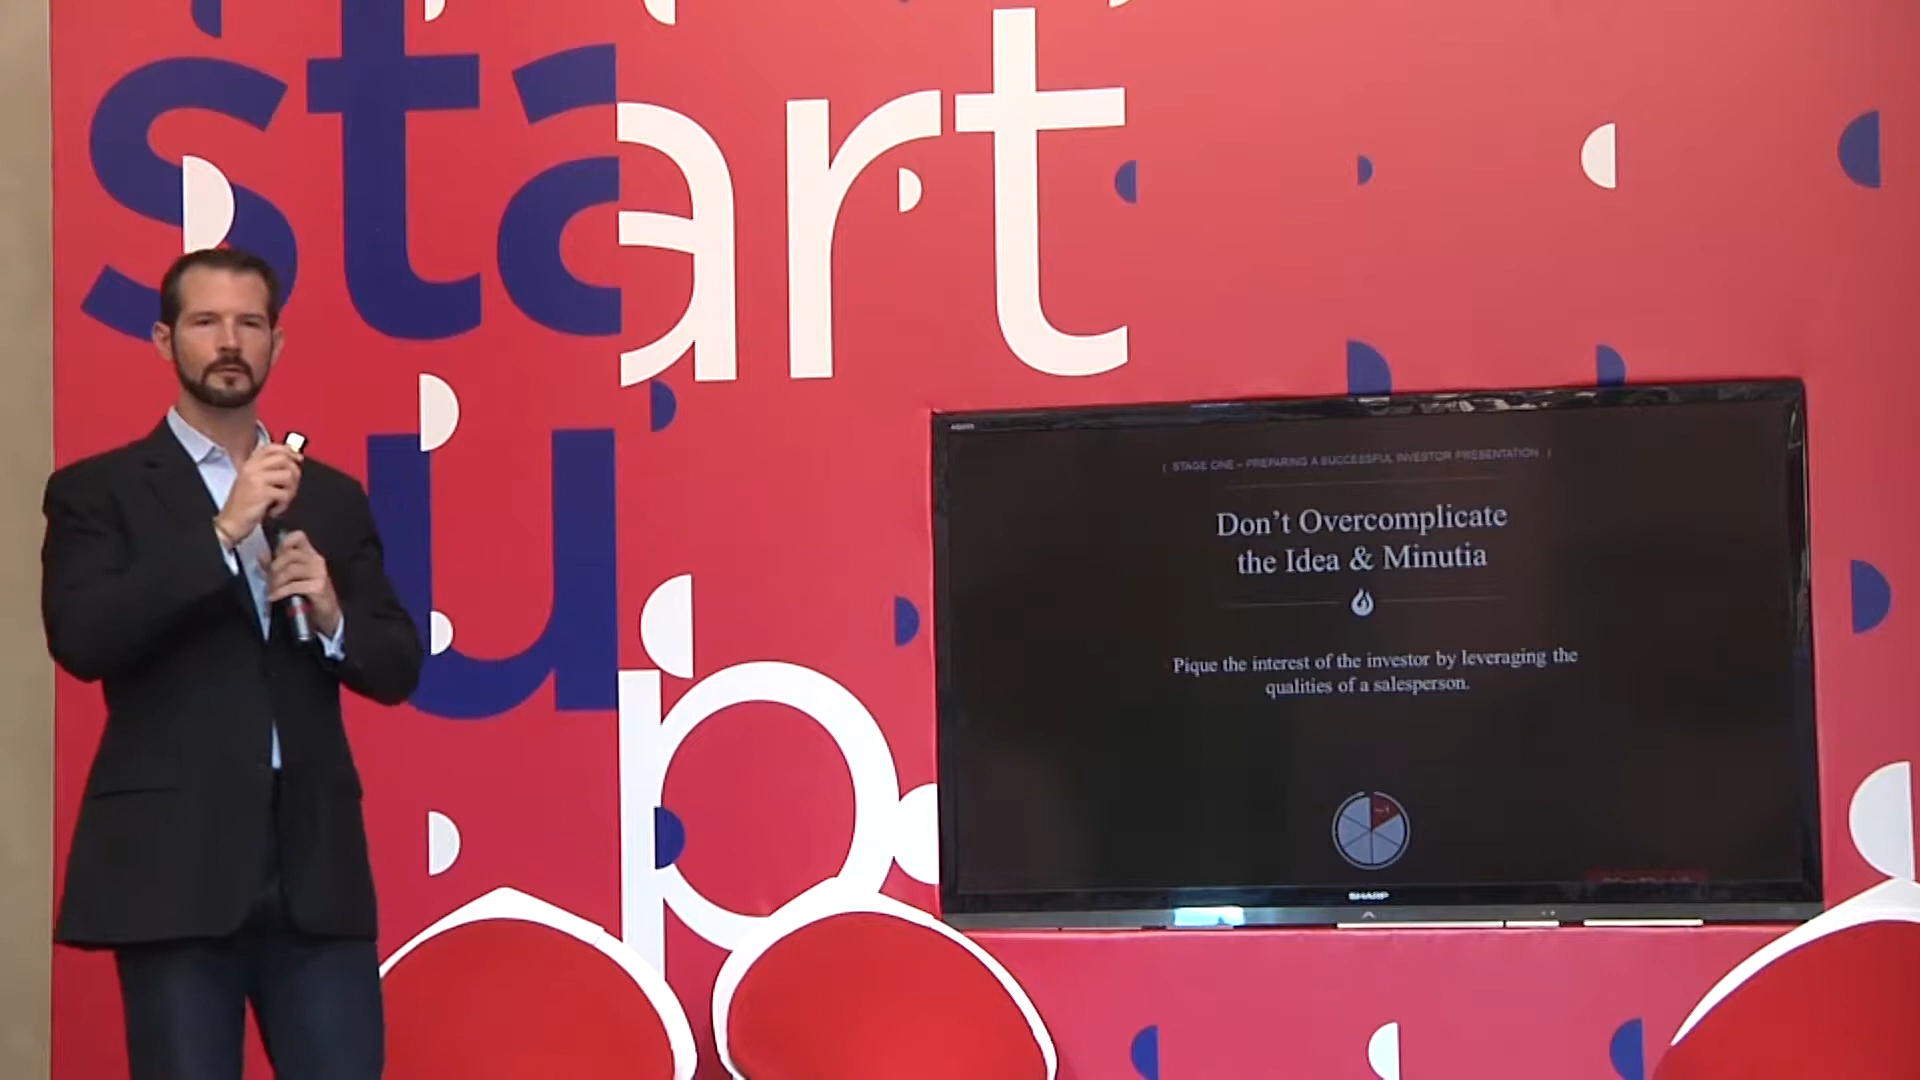 start
up
( STAGE ONE – PREPARING A SUCCESSFUL INVESTOR PRESENTATION )
Don't Overcomplicate
the Idea & Minutia
Pique the interest of the investor by leveraging the
qualities of a salesperson.
SHARP